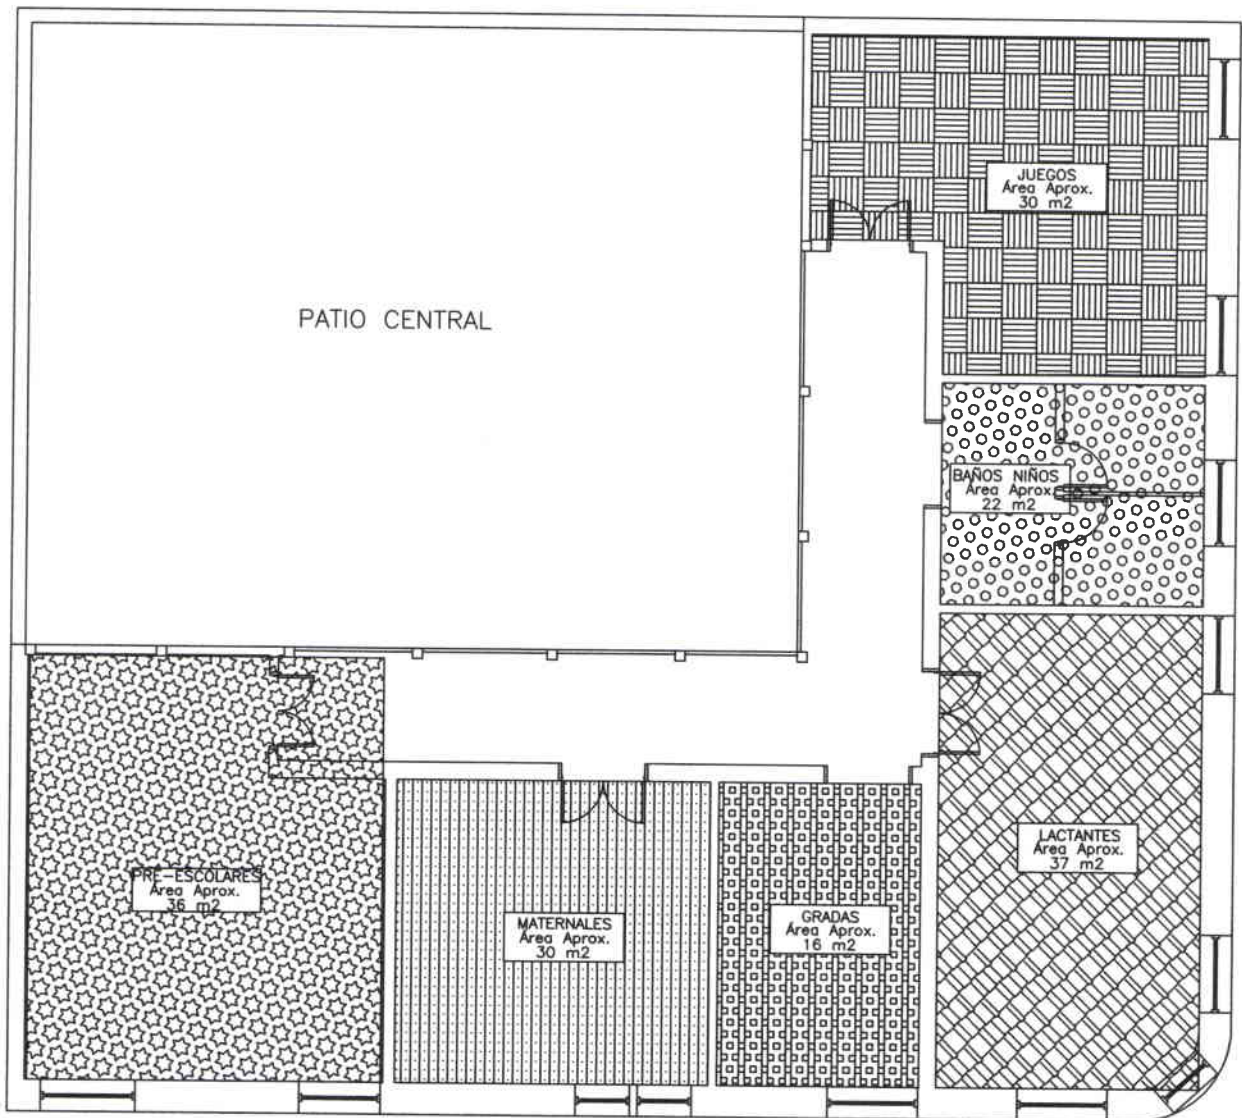 JUEGOS
Área Aprox.
30 m2
PATIO CENTRAL
BAÑOS NIÑOS
Área Aprox.
22 m2
LACTANTES
Área Aprox.
37 m2
PRE-ESCOLARES
Área Aprox.
36 m2
MATERNALES
Área Aprox.
30 m2
GRADAS
Área Aprox.
16 m2